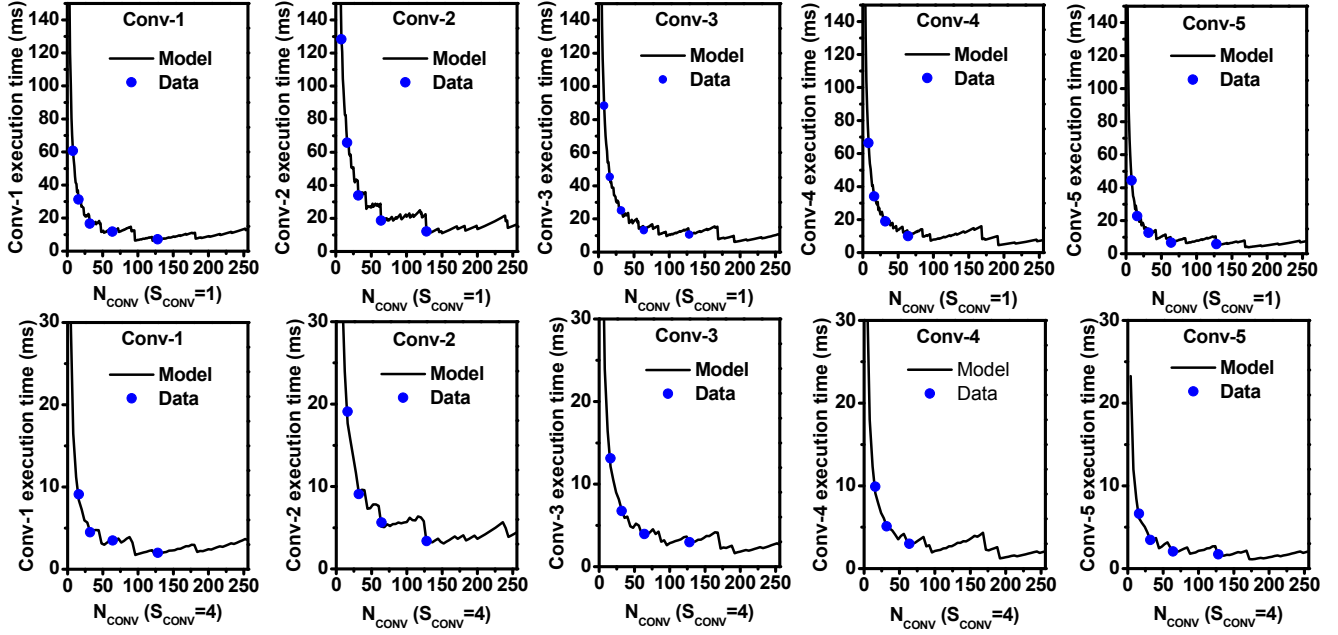 Conv-1 execution time (ms)
140
120
100
80
60
40
20
0
Conv-1
Model
Data
0 50 100 150 200 250
N_CONV (S_CONV=1)
Conv-2 execution time (ms)
140
120
100
80
60
40
20
0
Conv-2
Model
Data
0 50 100 150 200 250
N_CONV (S_CONV=1)
Conv-3 execution time (ms)
140
120
100
80
60
40
20
0
Conv-3
Model
Data
0 50 100 150 200 250
N_CONV (S_CONV=1)
Conv-4 execution time (ms)
140
120
100
80
60
40
20
0
Conv-4
Model
Data
0 50 100 150 200 250
N_CONV (S_CONV=1)
Conv-5 execution time (ms)
140
120
100
80
60
40
20
0
Conv-5
Model
Data
0 50 100 150 200 250
N_CONV (S_CONV=1)
Conv-1 execution time (ms)
30
20
10
0
Conv-1
Model
Data
0 50 100 150 200 250
N_CONV (S_CONV=4)
Conv-2 execution time (ms)
30
20
10
0
Conv-2
Model
Data
0 50 100 150 200 250
N_CONV (S_CONV=4)
Conv-3 execution time (ms)
30
20
10
0
Conv-3
Model
Data
0 50 100 150 200 250
N_CONV (S_CONV=4)
Conv-4 execution time (ms)
30
20
10
0
Conv-4
Model
Data
0 50 100 150 200 250
N_CONV (S_CONV=4)
Conv-5 execution time (ms)
30
20
10
0
Conv-5
Model
Data
0 50 100 150 200 250
N_CONV (S_CONV=4)